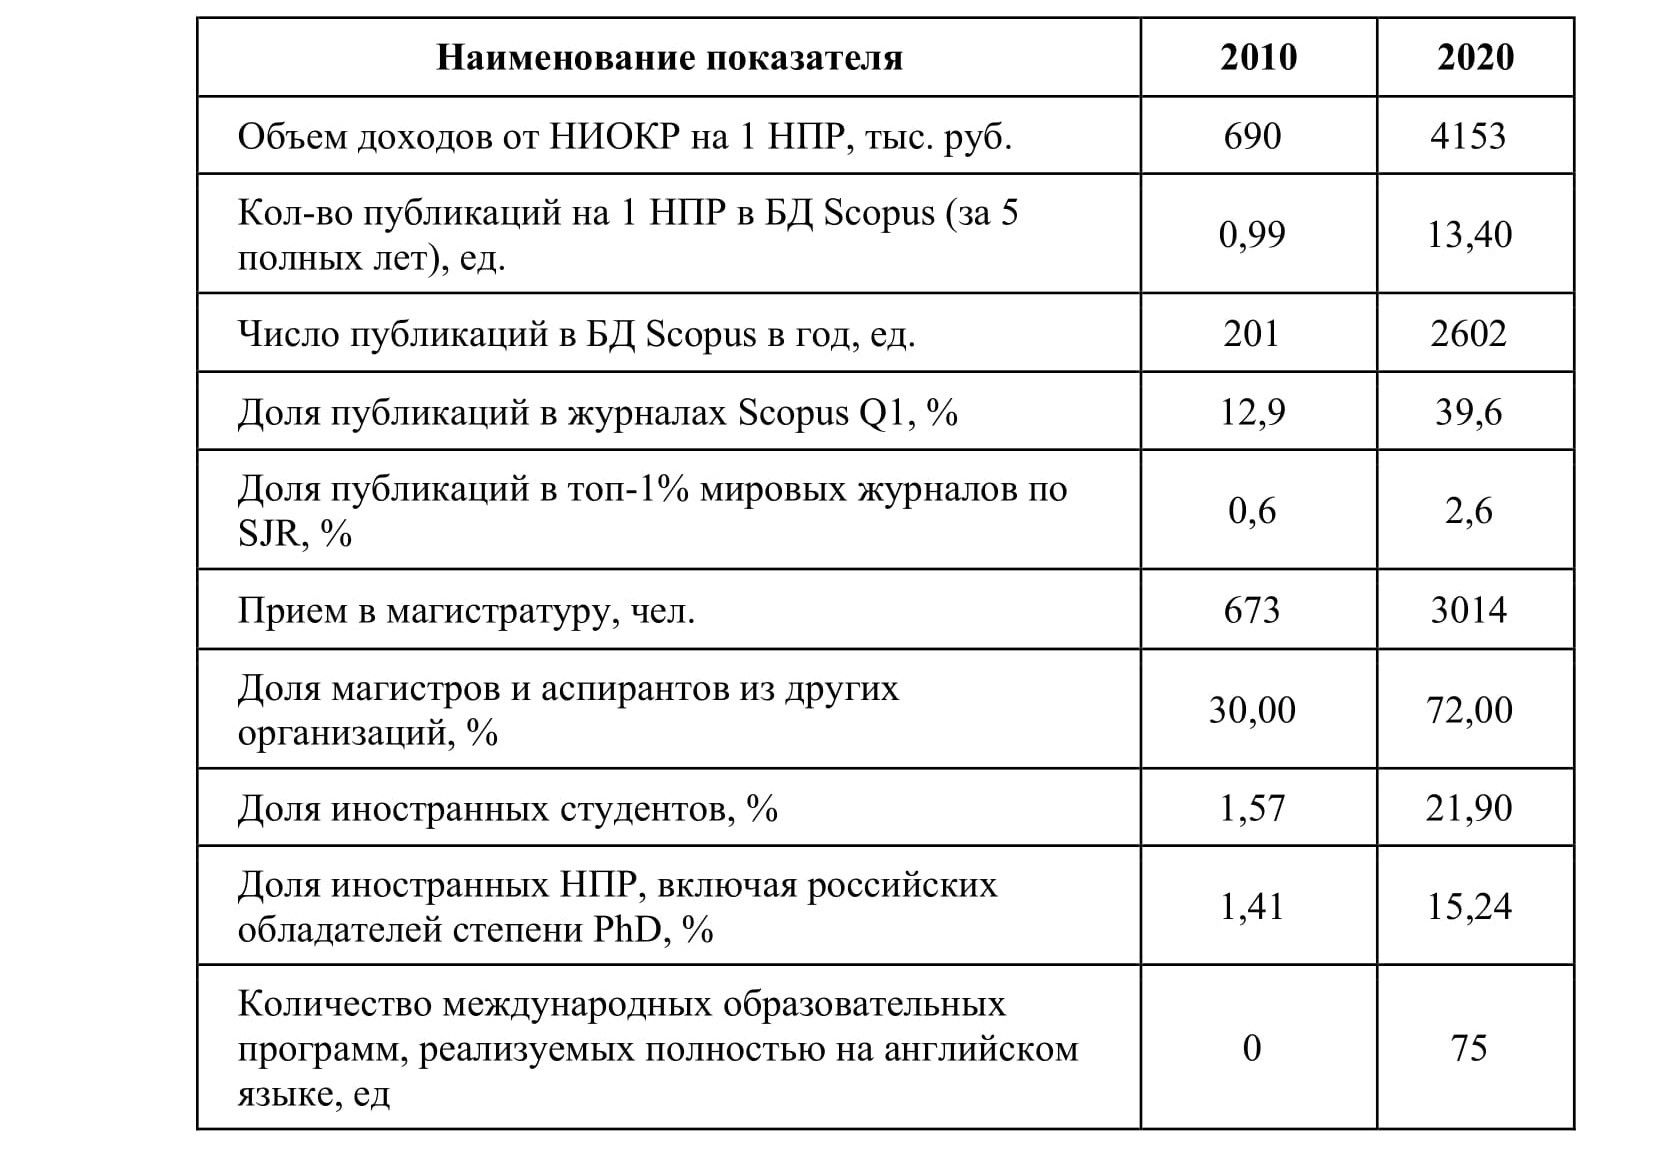 Наименование показателя 2010 2020
Объем доходов от НИОКР на 1 НПР, тыс. руб. 690 4153
Кол-во публикаций на 1 НПР в БД Scopus (за 5
полных лет), ед. 0,99 13,40
Число публикаций в БД Scopus в год, ед. 201 2602
Доля публикаций в журналах Scopus Q1, % 12,9 39,6
Доля публикаций в топ-1% мировых журналов по
SJR, % 0,6 2,6
Прием в магистратуру, чел. 673 3014
Доля магистров и аспирантов из других
организаций, % 30,00 72,00
Доля иностранных студентов, % 1,57 21,90
Доля иностранных НПР, включая российских
обладателей степени PhD, % 1,41 15,24
Количество международных образовательных
программ, реализуемых полностью на английском
языке, ед 0 75